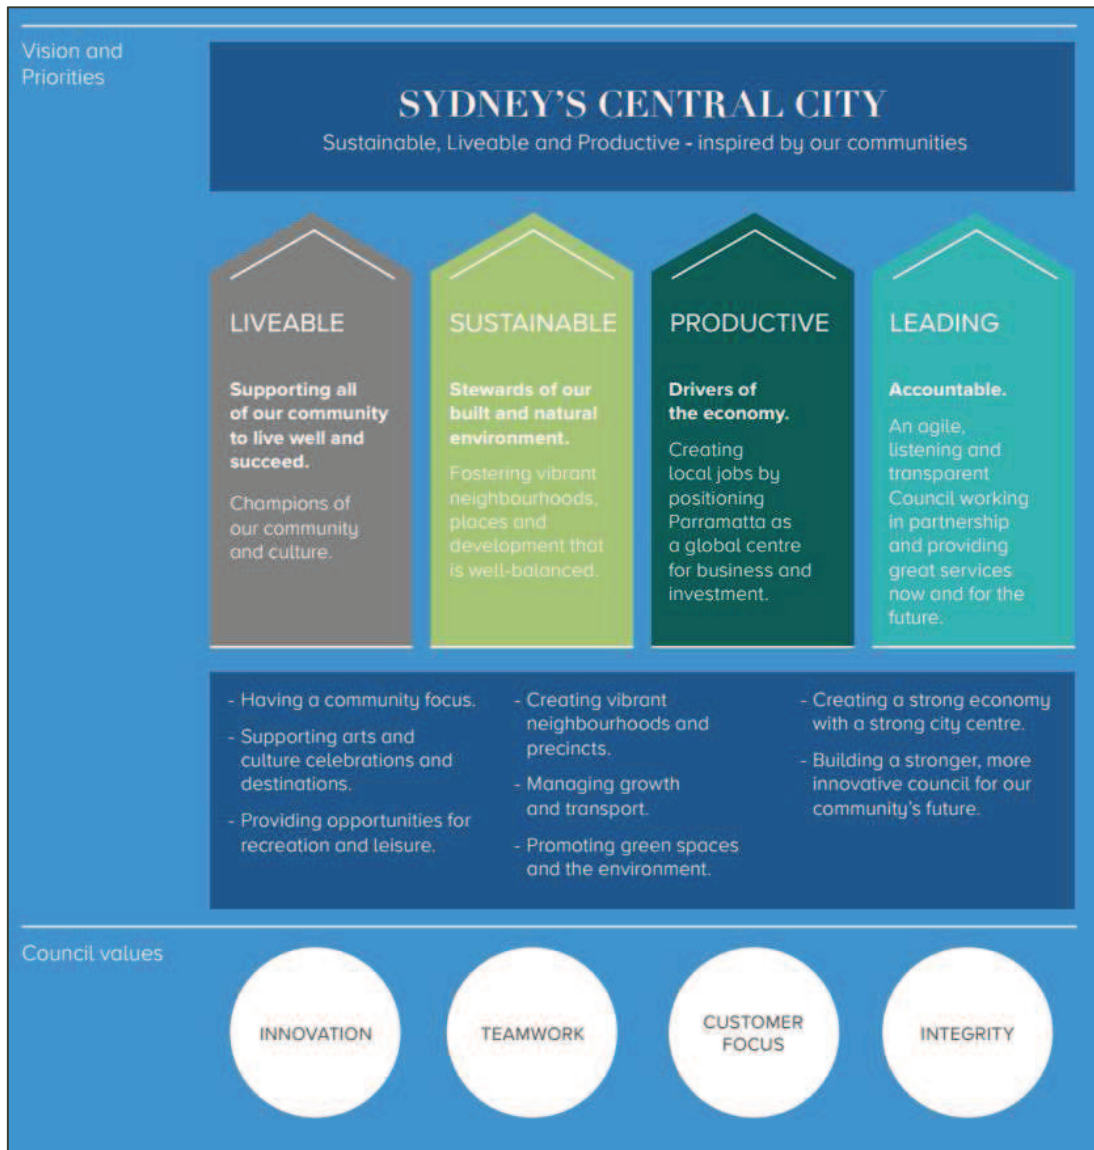 Vision and
Priorities
SYDNEY'S CENTRAL CITY
Sustainable, Liveable and Productive - inspired by our communities
LIVEABLE
Supporting all
of our community
to live well and
succeed.
Champions of
our community
and culture.
SUSTAINABLE
Stewards of our
built and natural
environment.
Fostering vibrant
neighbourhoods,
places and
development that
is well-balanced.
PRODUCTIVE
Drivers of
the economy.
Creating
local jobs by
positioning
Parramatta as
a global centre
for business and
investment.
LEADING
Accountable.
An agile,
listening and
transparent
Council working
in partnership
and providing
great services
now and for the
future.
- Having a community focus.
- Supporting arts and
culture celebrations and
destinations.
- Providing opportunities for
recreation and leisure.
- Creating vibrant
neighbourhoods and
precincts.
- Managing growth
and transport.
- Promoting green spaces
and the environment.
- Creating a strong economy
with a strong city centre.
- Building a stronger, more
innovative council for our
community's future.
Council values
INNOVATION
TEAMWORK
CUSTOMER
FOCUS
INTEGRITY